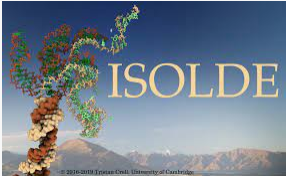 ISOLDE
© 2016-2019 Tristan Croll, University of Cambridge